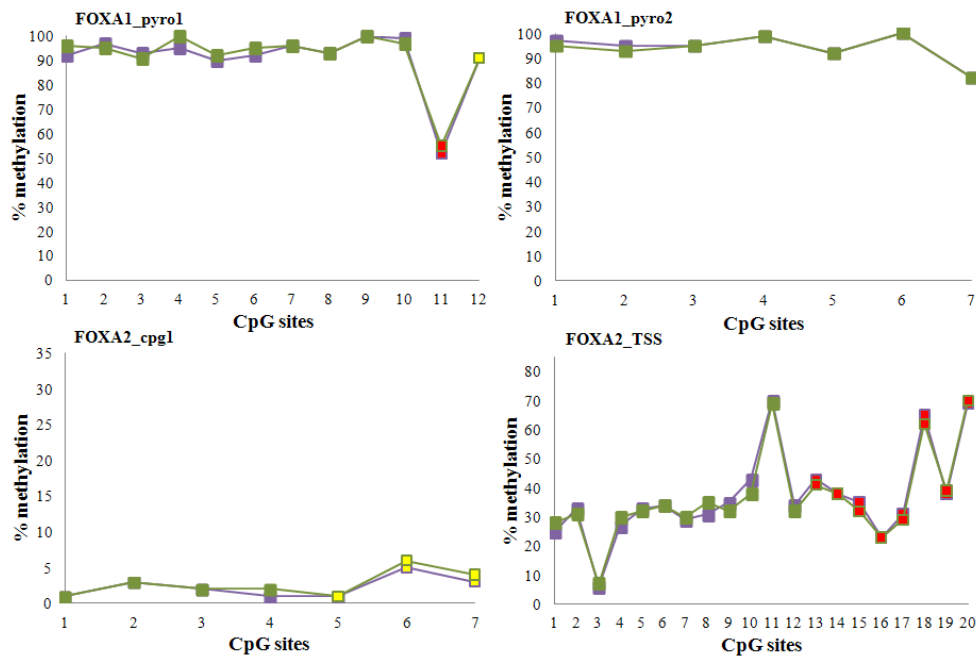 FOXA1_pyro1
% methylation
100
90
80
70
60
50
40
30
20
10
0
1 2 3 4 5 6 7 8 9 10 11 12
CpG sites
FOXA1_pyro2
% methylation
100
90
80
70
60
50
40
30
20
10
0
1 2 3 4 5 6 7
CpG sites
FOXA2_cpg1
% methylation
35
30
25
20
15
10
5
0
1 2 3 4 5 6 7
CpG sites
FOXA2_TSS
% methylation
80
70
60
50
40
30
20
10
0
1 2 3 4 5 6 7 8 9 10 11 12 13 14 15 16 17 18 19 20
CpG sites